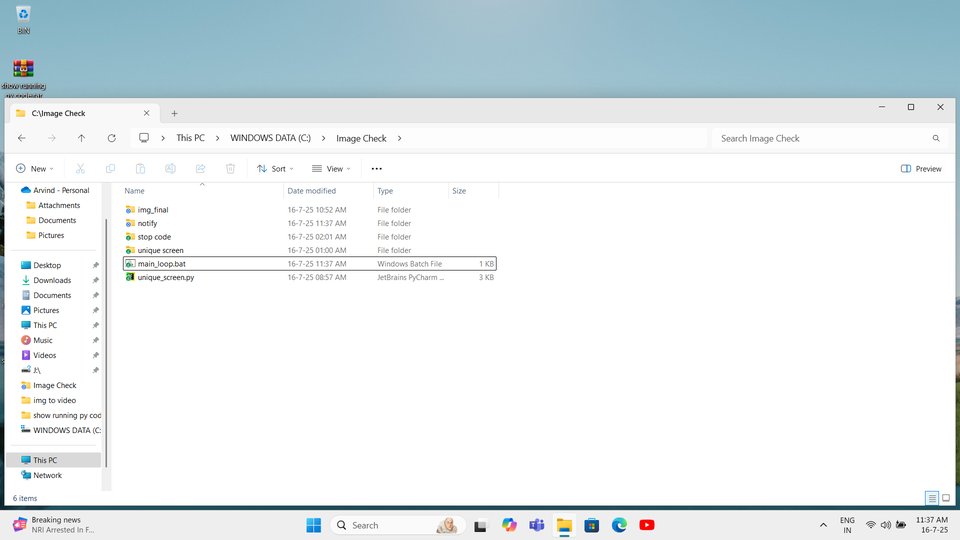 BIN
show running
py code.rar
C:\Image Check
This PC
WINDOWS DATA (C:)
Image Check
Search Image Check
New
Sort
View
Preview
Arvind - Personal
Attachments
Documents
Pictures
Desktop
Downloads
Documents
Pictures
This PC
Music
Videos
J:\
Image Check
img to video
show running py cod
WINDOWS DATA (C:
This PC
Network
Name Date modified Type Size
img_final 16-7-25 10:52 AM File folder
notify 16-7-25 11:37 AM File folder
stop code 16-7-25 02:01 AM File folder
unique screen 16-7-25 01:00 AM File folder
main_loop.bat 16-7-25 11:37 AM Windows Batch File 1 KB
unique_screen.py 16-7-25 08:57 AM JetBrains PyCharm ... 3 KB
6 items
Breaking news
NRI Arrested In F...
Search
ENG
IN
11:37 AM
16-7-25